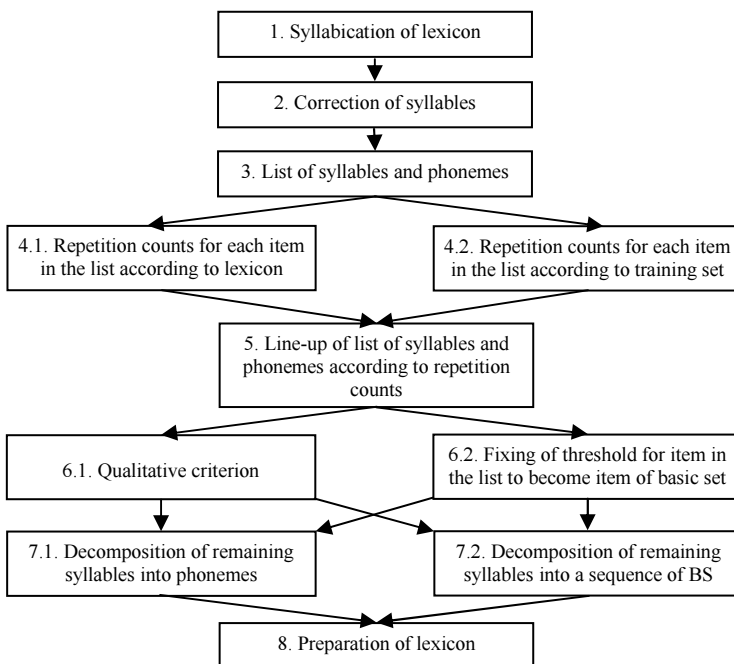 1. Syllabication of lexicon
2. Correction of syllables
3. List of syllables and phonemes
4.1. Repetition counts for each item
in the list according to lexicon
4.2. Repetition counts for each item
in the list according to training set
5. Line-up of list of syllables and
phonemes according to repetition
counts
6.1. Qualitative criterion
6.2. Fixing of threshold for item in
the list to become item of basic set
7.1. Decomposition of remaining
syllables into phonemes
7.2. Decomposition of remaining
syllables into a sequence of BS
8. Preparation of lexicon